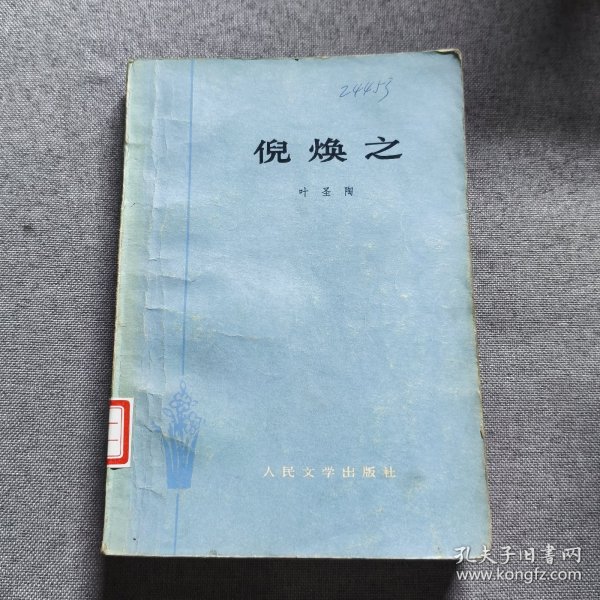 24453
倪焕之
叶圣陶
人民文学出版社
孔夫子旧书网
www.kongfz.com